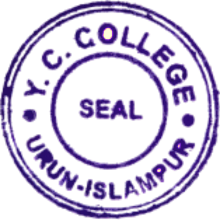 Y. C. COLLEGE
SEAL
URUN-ISLAMPUR